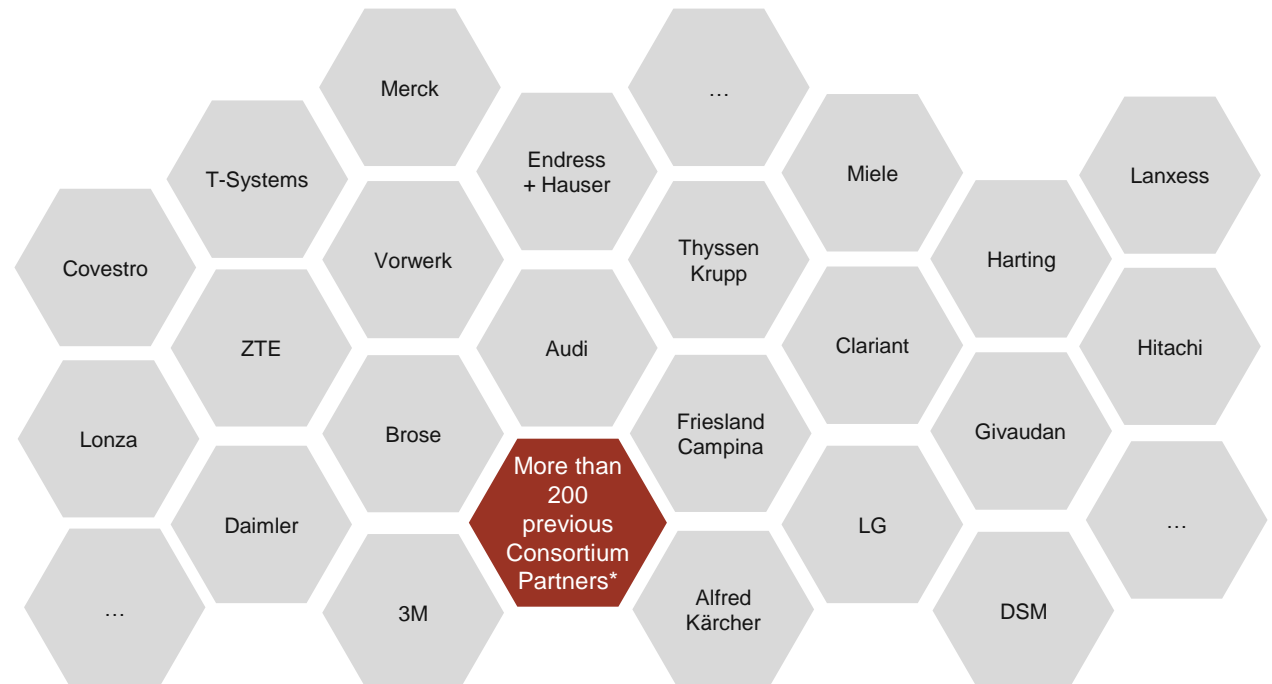 Merck
…
Endress
+ Hauser
Miele
Lanxess
T-Systems
Covestro
Vorwerk
Thyssen
Krupp
Harting
ZTE
Audi
Clariant
Hitachi
Lonza
Brose
Friesland
Campina
Givaudan
More than
200
previous
Consortium
Partners*
Daimler
LG
…
…
3M
Alfred
Kärcher
DSM